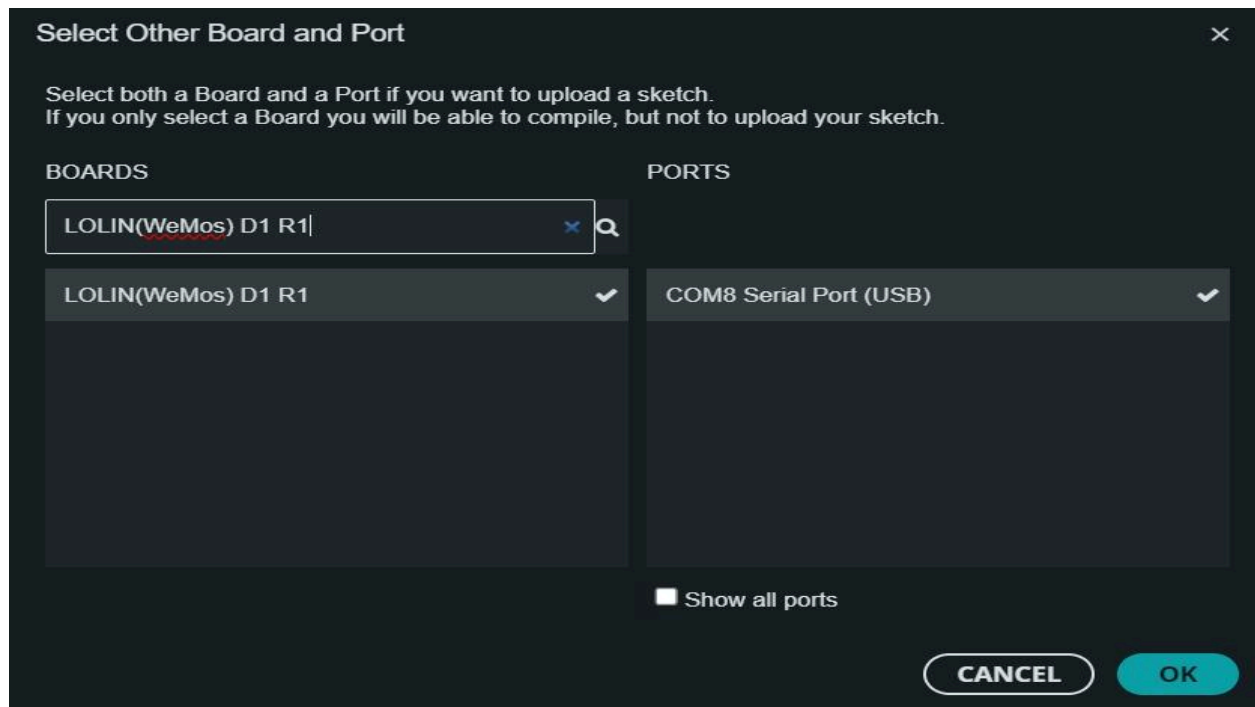 Select Other Board and Port
Select both a Board and a Port if you want to upload a sketch.
If you only select a Board you will be able to compile, but not to upload your sketch.
BOARDS
PORTS
LOLIN(WeMos) D1 R1
LOLIN(WeMos) D1 R1
COM8 Serial Port (USB)
Show all ports
CANCEL
OK